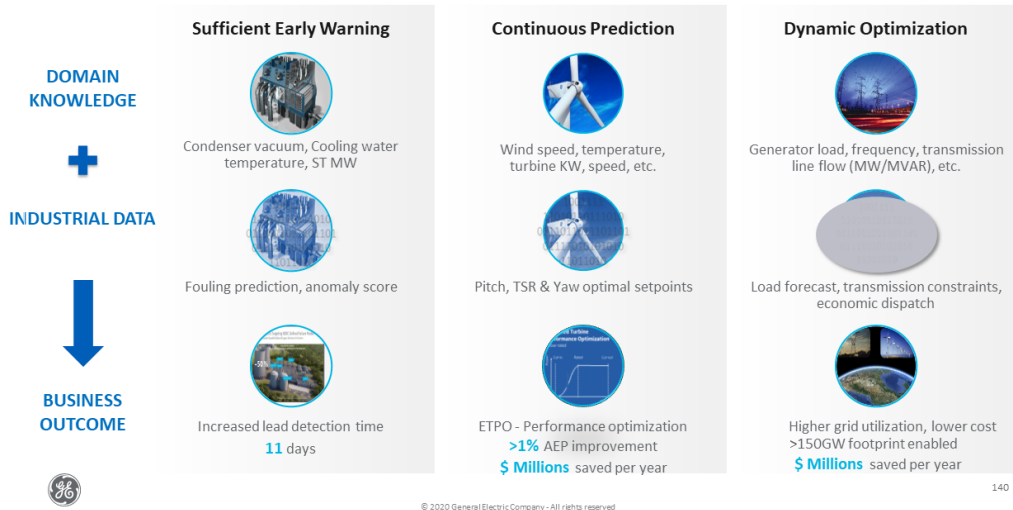 Sufficient Early Warning
Continuous Prediction
Dynamic Optimization
DOMAIN
KNOWLEDGE
Condenser vacuum, Cooling water
temperature, ST MW
Wind speed, temperature,
turbine KW, speed, etc.
Generator load, frequency, transmission
line flow (MW/MVAR), etc.
INDUSTRIAL DATA
Fouling prediction, anomaly score
Pitch, TSR & Yaw optimal setpoints
Load forecast, transmission constraints,
economic dispatch
BUSINESS
OUTCOME
Increased lead detection time
11 days
ETPO - Performance optimization
>1% AEP improvement
$ Millions saved per year
Higher grid utilization, lower cost
>150GW footprint enabled
$ Millions saved per year
140
© 2020 General Electric Company - All rights reserved